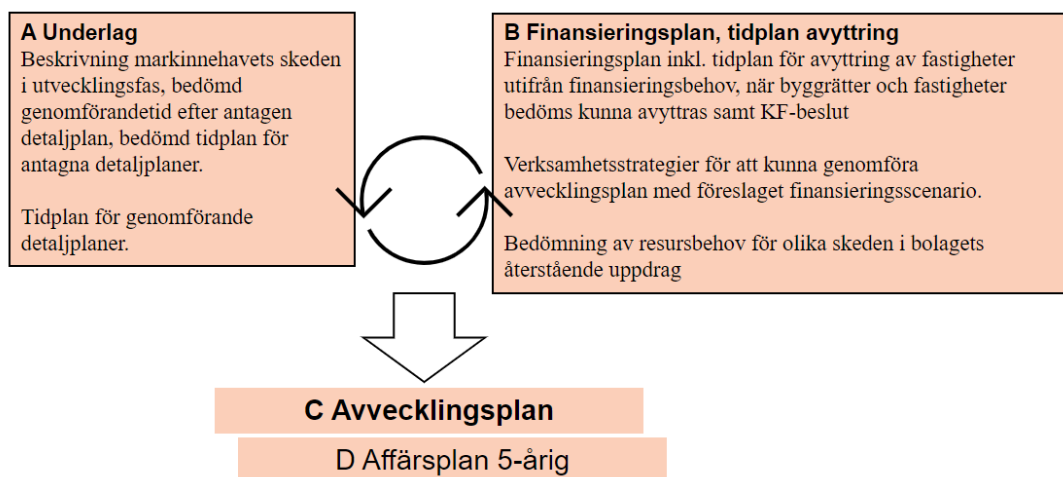 A Underlag
Beskrivning markinnehavets skeden
i utvecklingsfas, bedömd
genomförandetid efter antagen
detaljplan, bedömd tidplan för
antagna detaljplaner.
Tidplan för genomförande
detaljplaner.
B Finansieringsplan, tidplan avyttring
Finansieringsplan inkl. tidplan för avyttring av fastigheter
utifrån finansieringsbehov, när byggrätter och fastigheter
bedöms kunna avyttras samt KF-beslut
Verksamhetsstrategier för att kunna genomföra
avvecklingsplan med föreslaget finansieringsscenario.
Bedömning av resursbehov för olika skeden i bolagets
återstående uppdrag
C Avvecklingsplan
D Affärsplan 5-årig